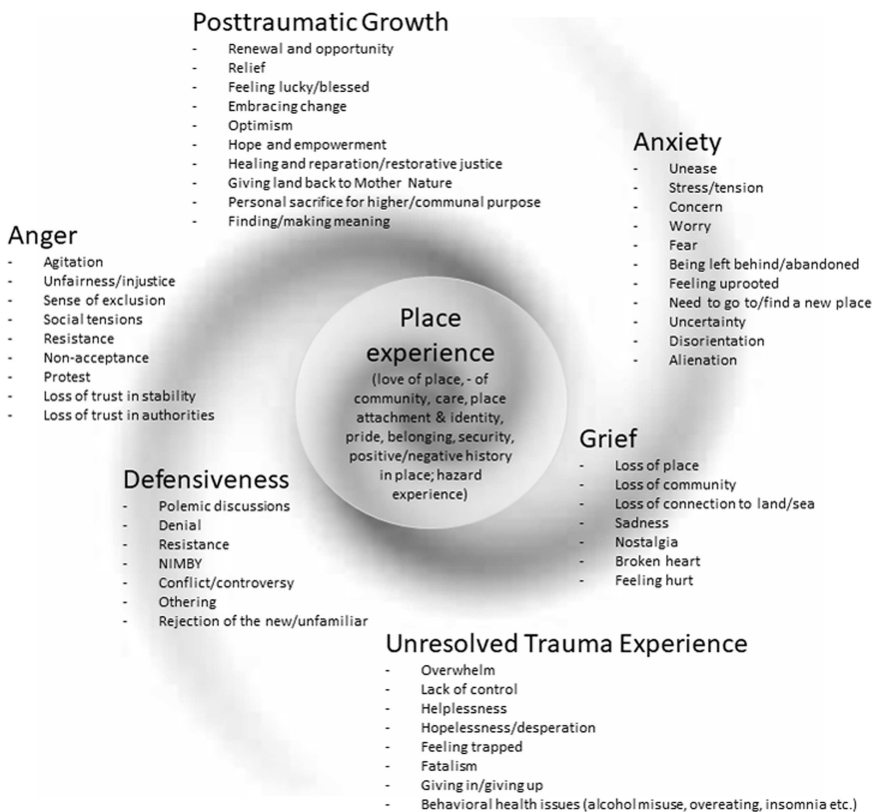 Posttraumatic Growth
- Renewal and opportunity
- Relief
- Feeling lucky/blessed
- Embracing change
- Optimism
- Hope and empowerment
- Healing and reparation/restorative justice
- Giving land back to Mother Nature
- Personal sacrifice for higher/communal purpose
- Finding/making meaning
Anxiety
- Unease
- Stress/tension
- Concern
- Worry
- Fear
- Being left behind/abandoned
- Feeling uprooted
- Need to go to/find a new place
- Uncertainty
- Disorientation
- Alienation
Anger
- Agitation
- Unfairness/injustice
- Sense of exclusion
- Social tensions
- Resistance
- Non-acceptance
- Protest
- Loss of trust in stability
- Loss of trust in authorities
Place
experience
(love of place, - of
community, care, place
attachment & identity,
pride, belonging, security,
positive/negative history
in place; hazard
experience)
Grief
- Loss of place
- Loss of community
- Loss of connection to land/sea
- Sadness
- Nostalgia
- Broken heart
- Feeling hurt
Defensiveness
- Polemic discussions
- Denial
- Resistance
- NIMBY
- Conflict/controversy
- Othering
- Rejection of the new/unfamiliar
Unresolved Trauma Experience
- Overwhelm
- Lack of control
- Helplessness
- Hopelessness/desperation
- Feeling trapped
- Fatalism
- Giving in/giving up
- Behavioral health issues (alcohol misuse, overeating, insomnia etc.)